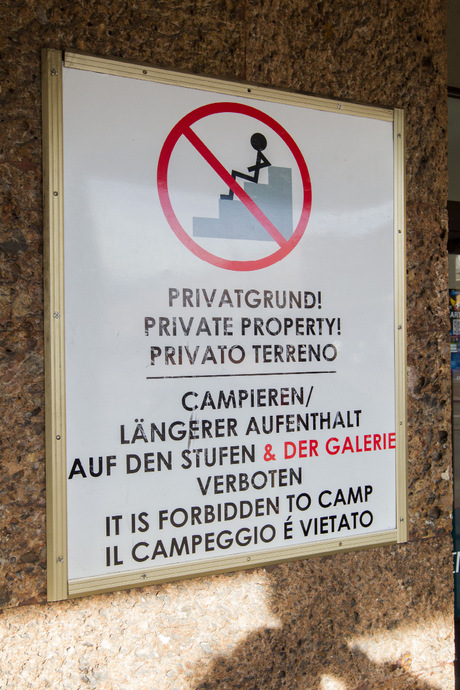 PRIVATGRUND!
PRIVATE PROPERTY!
PRIVATO TERRENO
CAMPIEREN/
LÄNGERER AUFENTHALT
AUF DEN STUFEN & DER GALERIE
VERBOTEN
IT IS FORBIDDEN TO CAMP
IL CAMPEGGIO É VIETATO